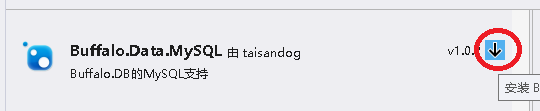 Buffalo.Data.MySQL 由 taisandog v1.0.
Buffalo.DB的MySQL支持
安装 B